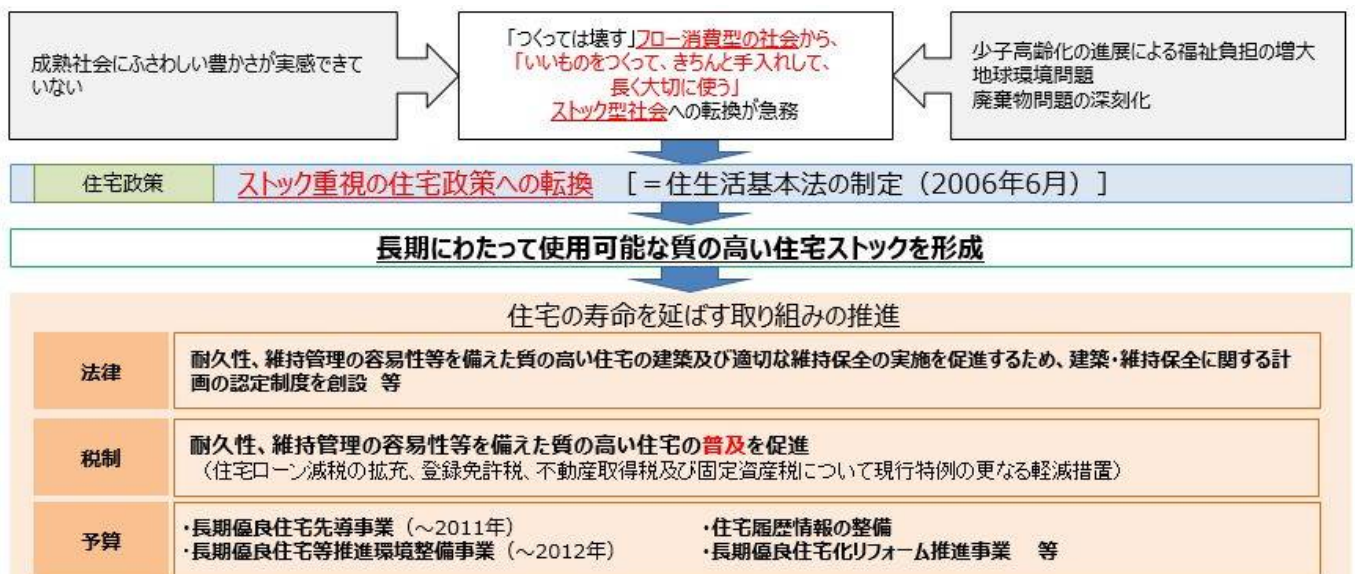 成熟社会にふさわしい豊かさが実感できて
いない
「つくっては壊す」フロー消費型の社会から、
「いいものをつくって、きちんと手入れして、
長く大切に使う」
ストック型社会への転換が急務
少子高齢化の進展による福祉負担の増大
地球環境問題
廃棄物問題の深刻化
住宅政策 ストック重視の住宅政策への転換 [＝住生活基本法の制定（2006年6月）]
長期にわたって使用可能な質の高い住宅ストックを形成
住宅の寿命を延ばす取り組みの推進
法律
耐久性、維持管理の容易性等を備えた質の高い住宅の建築及び適切な維持保全の実施を促進するため、建築・維持保全に関する計
画の認定制度を創設 等
税制
耐久性、維持管理の容易性等を備えた質の高い住宅の普及を促進
（住宅ローン減税の拡充、登録免許税、不動産取得税及び固定資産税について現行特例の更なる軽減措置）
予算
・長期優良住宅先導事業（～2011年） ・住宅履歴情報の整備
・長期優良住宅等推進環境整備事業（～2012年） ・長期優良住宅化リフォーム推進事業 等